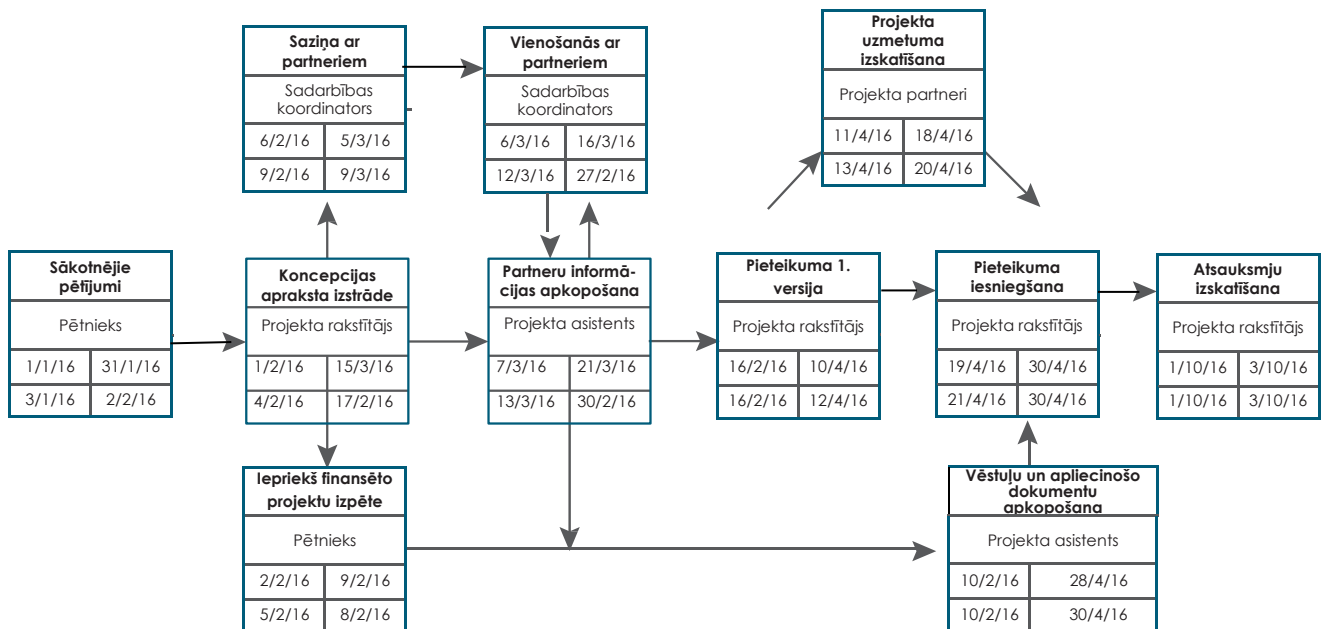 Saziņa ar
partneriem
Sadarbības
koordinators
6/2/16 5/3/16
9/2/16 9/3/16
Vienošanās ar
partneriem
Sadarbības
koordinators
6/3/16 16/3/16
12/3/16 27/2/16
Projekta
uzmetuma
izskatīšana
Projekta partneri
11/4/16 18/4/16
13/4/16 20/4/16
Sākotnējie
pētījumi
Pētnieks
1/1/16 31/1/16
3/1/16 2/2/16
Koncepcijas
apraksta izstrāde
Projekta rakstītājs
1/2/16 15/3/16
4/2/16 17/2/16
Partneru informā-
cijas apkopošana
Projekta asistents
7/3/16 21/3/16
13/3/16 30/2/16
Pieteikuma 1.
versija
Projekta rakstītājs
16/2/16 10/4/16
16/2/16 12/4/16
Pieteikuma
iesniegšana
Projekta rakstītājs
19/4/16 30/4/16
21/4/16 30/4/16
Atsauksmju
izskatīšana
Projekta rakstītājs
1/10/16 3/10/16
1/10/16 3/10/16
Iepriekš finansēto
projektu izpēte
Pētnieks
2/2/16 9/2/16
5/2/16 8/2/16
Vēstuļu un apliecinošo
dokumentu
apkopošana
Projekta asistents
10/2/16 28/4/16
10/2/16 30/4/16